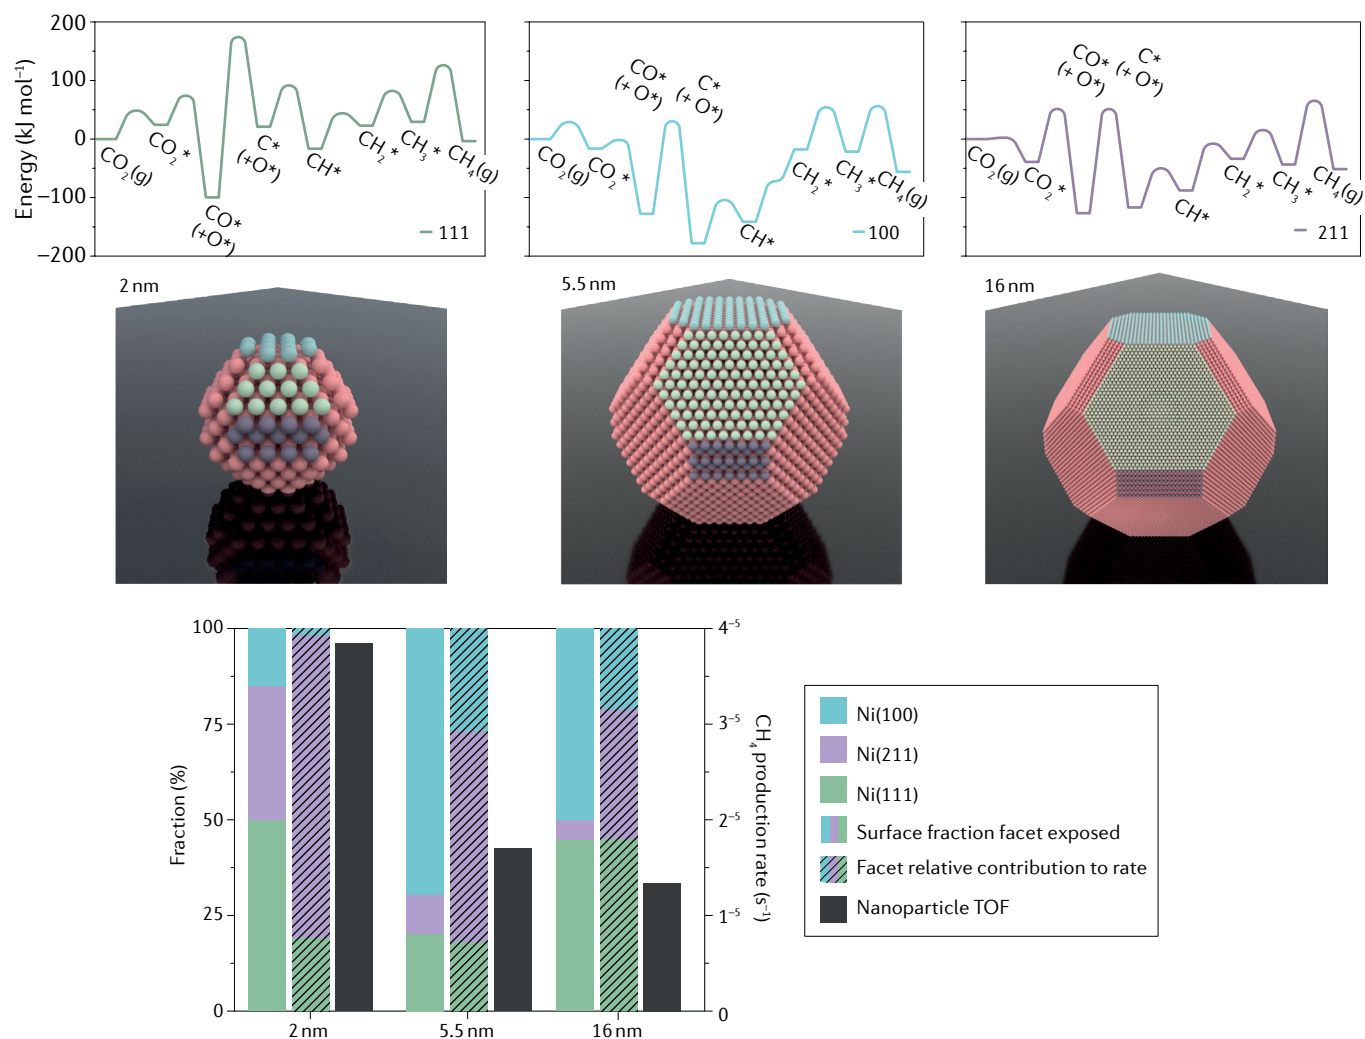 200
100
0
−100
−200
Energy (kJ mol⁻¹)
CO₂(g)
CO₂*
CO*
(+O*)
C*
(+O*)
CH*
CH₂*
CH₃*
CH₄(g)
111
CO₂(g)
CO₂*
CO*
(+ O*)
C*
(+ O*)
CH*
CH₂*
CH₃*
CH₄(g)
100
CO₂(g)
CO₂*
CO*
(+ O*)
C*
(+ O*)
CH*
CH₂*
CH₃*
CH₄(g)
211
2 nm
5.5 nm
16 nm
100
75
50
25
0
Fraction (%)
4⁻⁵
3⁻⁵
2⁻⁵
1⁻⁵
0
CH₄ production rate (s⁻¹)
2 nm
5.5 nm
16 nm
Ni(100)
Ni(211)
Ni(111)
Surface fraction facet exposed
Facet relative contribution to rate
Nanoparticle TOF